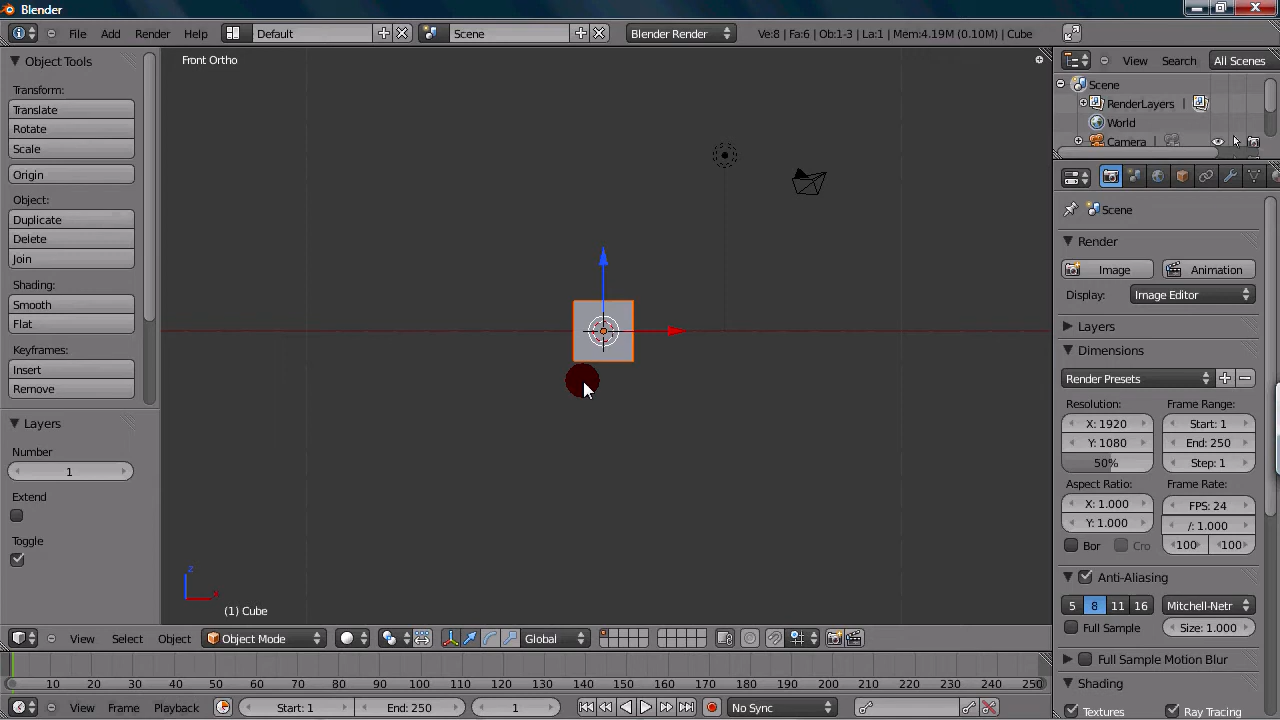 Blender
File Add Render Help Default Scene Blender Render Ve:8 | Fa:6 | Ob:1-3 | La:1 | Mem:4.19M (0.10M) | Cube
Object Tools
Transform:
Translate
Rotate
Scale
Origin
Object:
Duplicate
Delete
Join
Shading:
Smooth
Flat
Keyframes:
Insert
Remove
Layers
Number
1
Extend
Toggle
Front Ortho
z
x
(1) Cube
View Select Object Object Mode Global
10 20 30 40 50 60 70 80 90 100 110 120 130 140 150 160 170 180 190 200 210 220 230 240 250
View Frame Playback Start: 1 End: 250 1 No Sync
View Search All Scenes
Scene
RenderLayers |
World
Camera |
Scene
Render
Image Animation
Display: Image Editor
Layers
Dimensions
Render Presets
Resolution: Frame Range:
X: 1920 Start: 1
Y: 1080 End: 250
50% Step: 1
Aspect Ratio: Frame Rate:
X: 1.000 FPS: 24
Y: 1.000 /: 1.000
Bor Cro 100 100
Anti-Aliasing
5 8 11 16 Mitchell-Netr
Full Sample Size: 1.000
Full Sample Motion Blur
Shading
Textures Ray Tracing